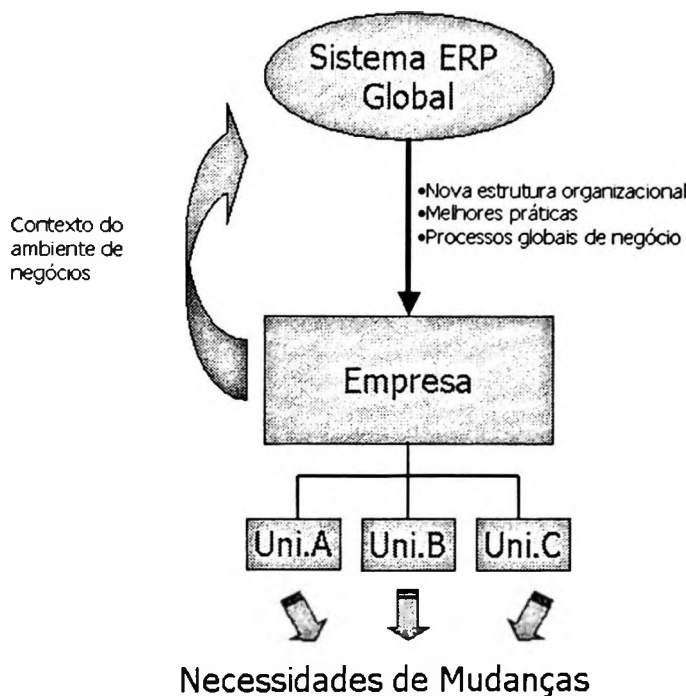 Sistema ERP
Global
•Nova estrutura organizacional
•Melhores práticas
•Processos globais de negócio
Contexto do
ambiente de
negócios
Empresa
Uni.A
Uni.B
Uni.C
Necessidades de Mudanças